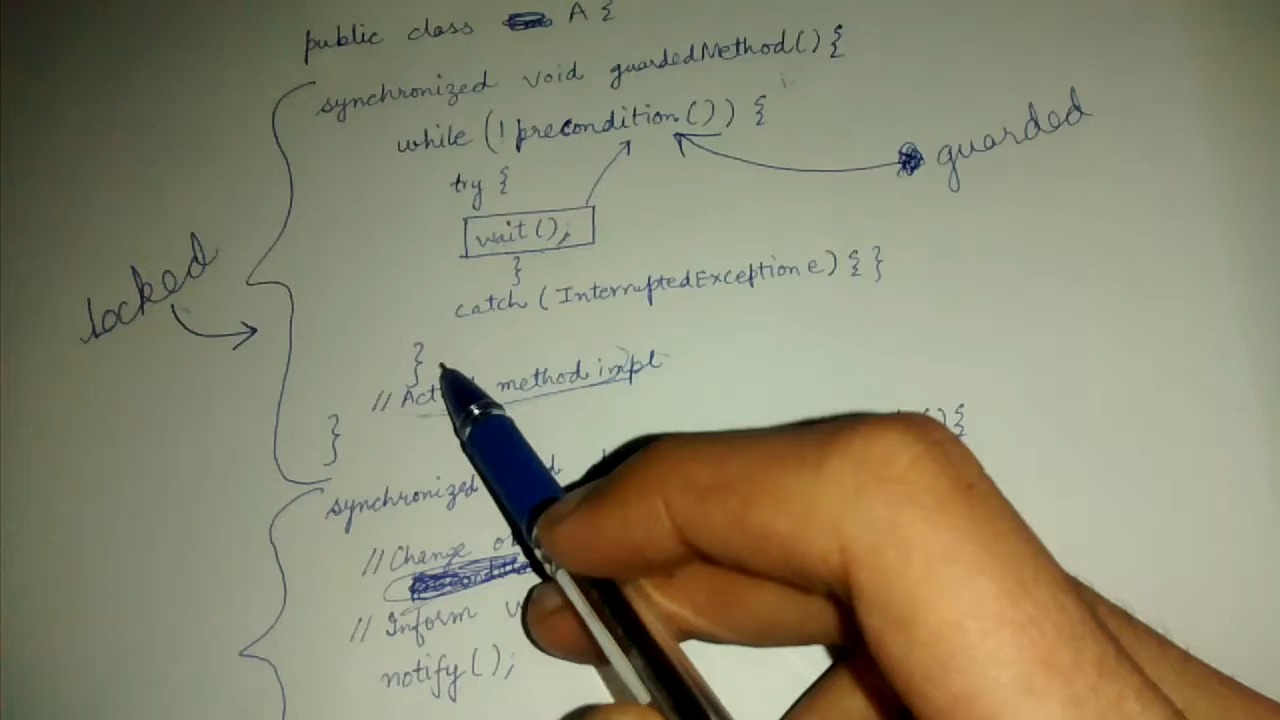 public class A {
synchronized void guardedMethod() {
while (!precondition()) {
guarded
try {
wait();
}
locked
catch (InterruptedException e) { }
}
// method impl
}
synchronized
() {
// Change
// Inform
notify();